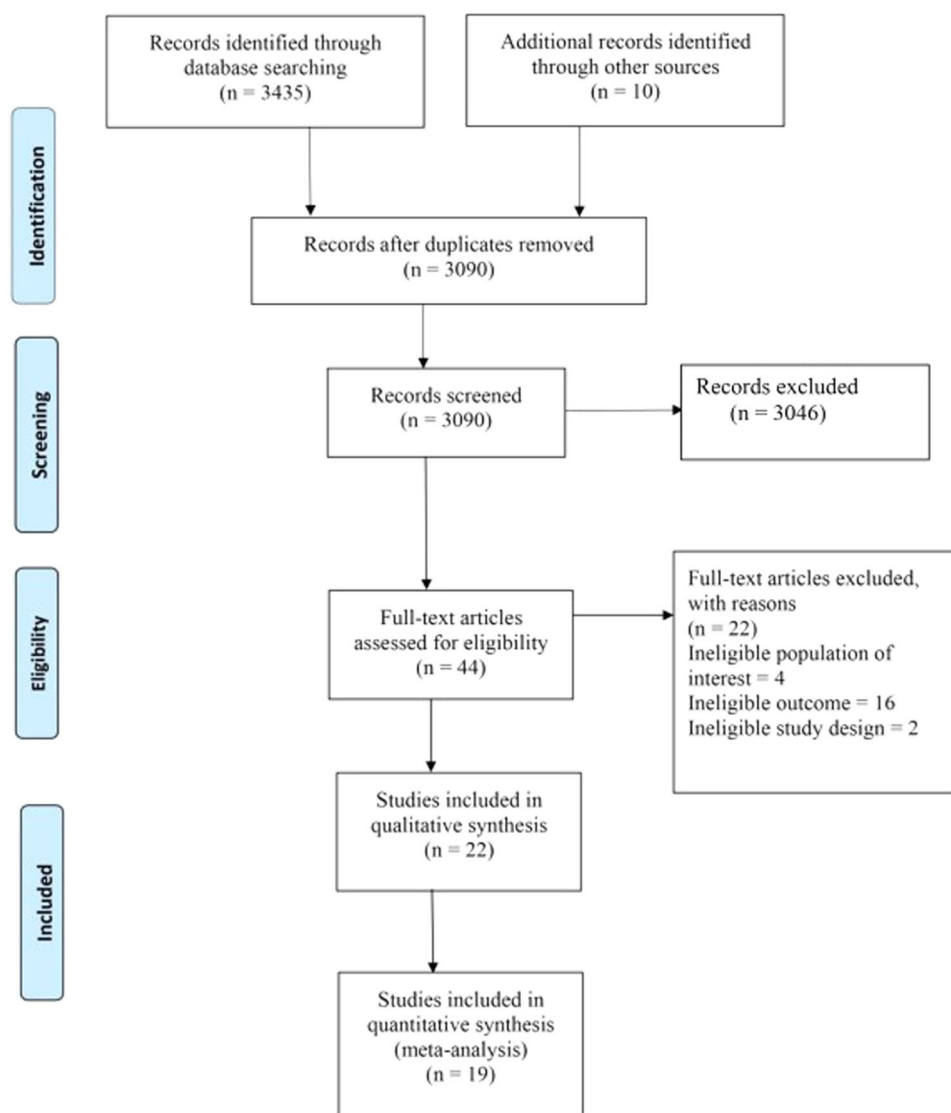 Records identified through
database searching
(n = 3435)
Additional records identified
through other sources
(n = 10)
Identification
Records after duplicates removed
(n = 3090)
Screening
Records screened
(n = 3090)
Records excluded
(n = 3046)
Eligibility
Full-text articles
assessed for eligibility
(n = 44)
Full-text articles excluded,
with reasons
(n = 22)
Ineligible population of
interest = 4
Ineligible outcome = 16
Ineligible study design = 2
Included
Studies included in
qualitative synthesis
(n = 22)
Studies included in
quantitative synthesis
(meta-analysis)
(n = 19)